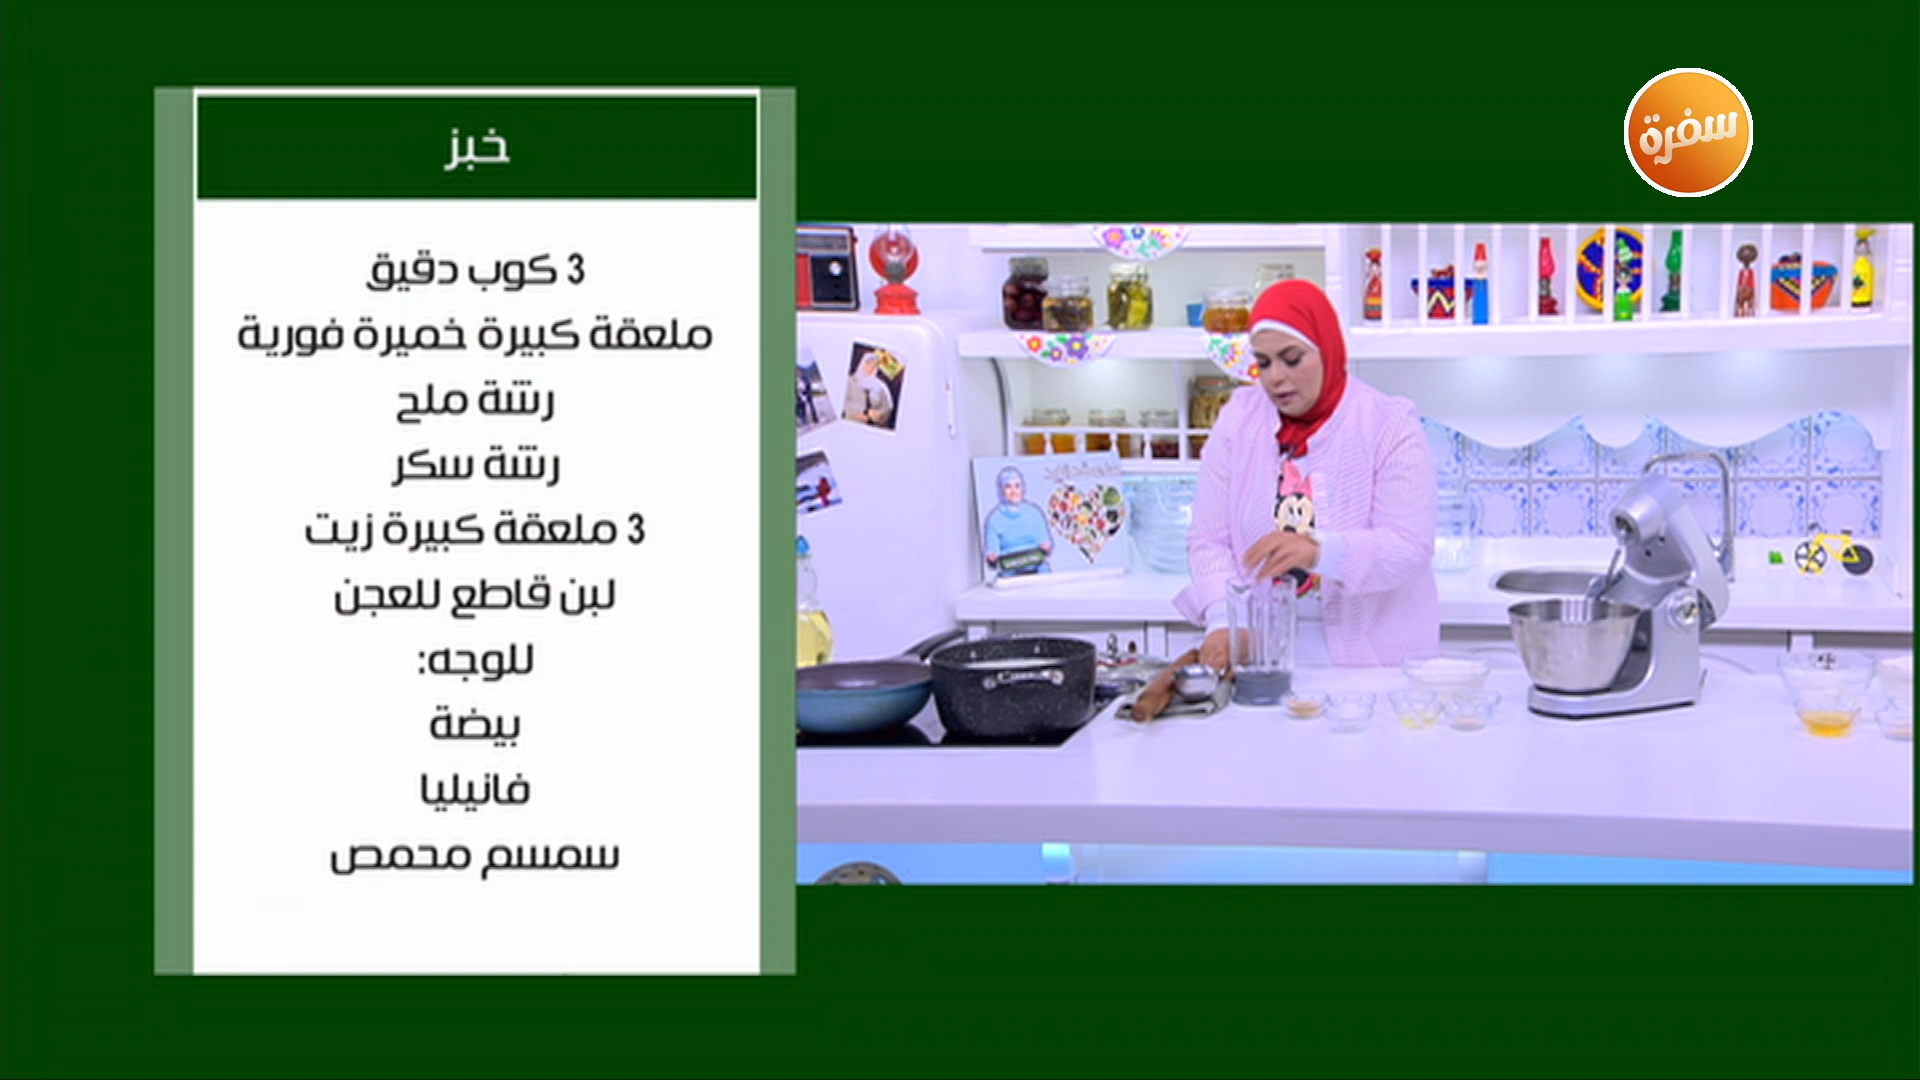 خبز
3 كوب دقيق
ملعقة كبيرة خميرة فورية
رشة ملح
رشة سكر
3 ملعقة كبيرة زيت
لبن قاطع للعجن
للوجه:
بيضة
فانيليا
سمسم محمص
سفرة